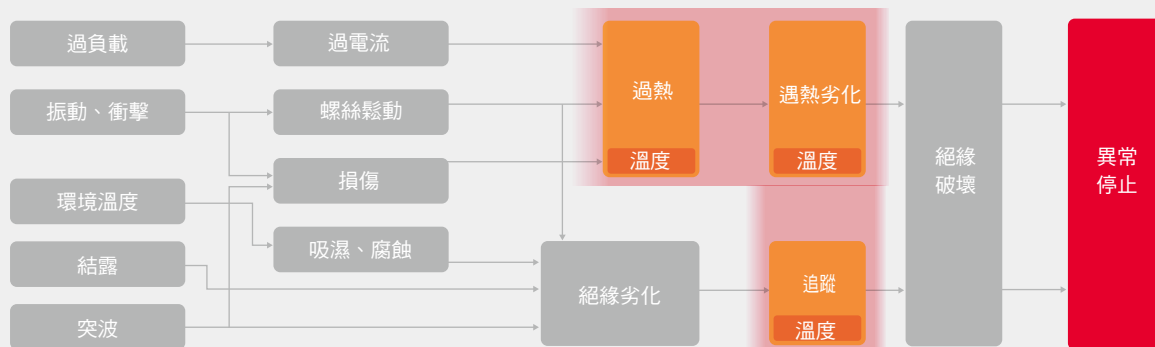 過負載
過電流
振動、衝擊
螺絲鬆動
損傷
環境溫度
吸濕、腐蝕
結露
突波
絕緣劣化
過熱
溫度
遇熱劣化
溫度
追蹤
溫度
絕緣
破壞
異常
停止